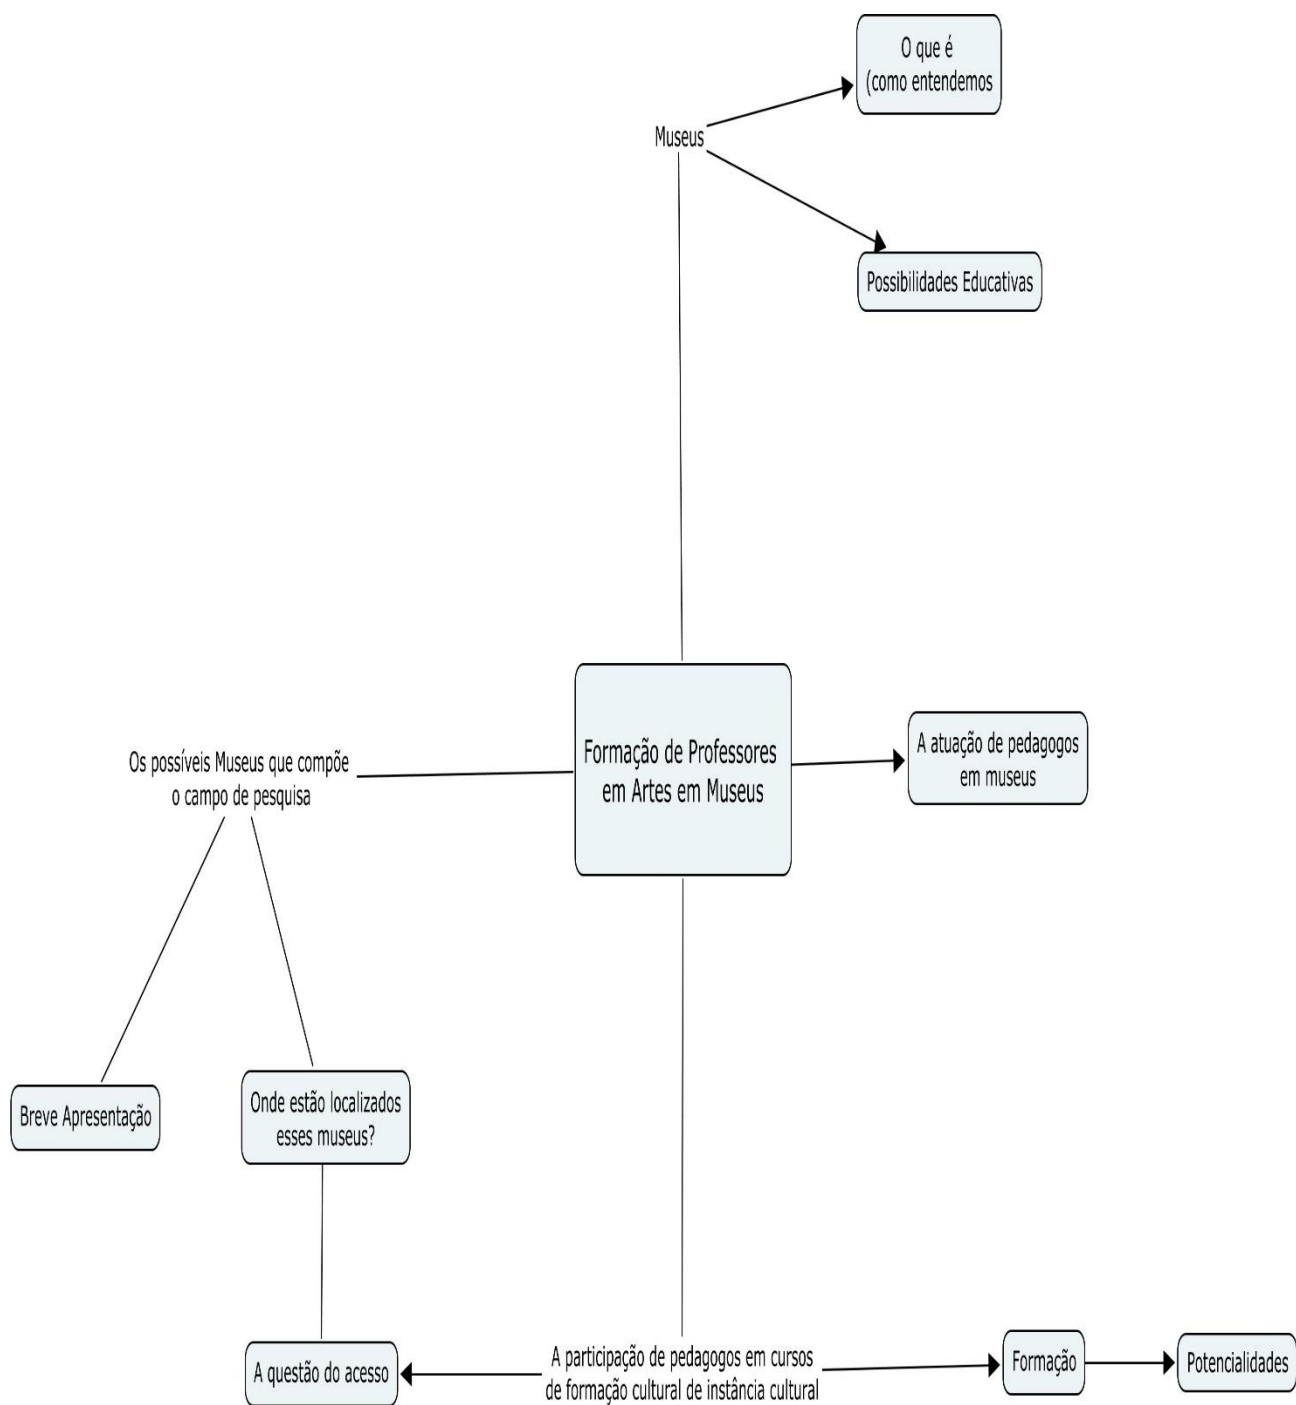 O que é
(como entendemos
Museus
Possibilidades Educativas
Formação de Professores
em Artes em Museus
A atuação de pedagogos
em museus
Os possíveis Museus que compõe
o campo de pesquisa
Breve Apresentação
Onde estão localizados
esses museus?
A questão do acesso
A participação de pedagogos em cursos
de formação cultural de instância cultural
Formação
Potencialidades